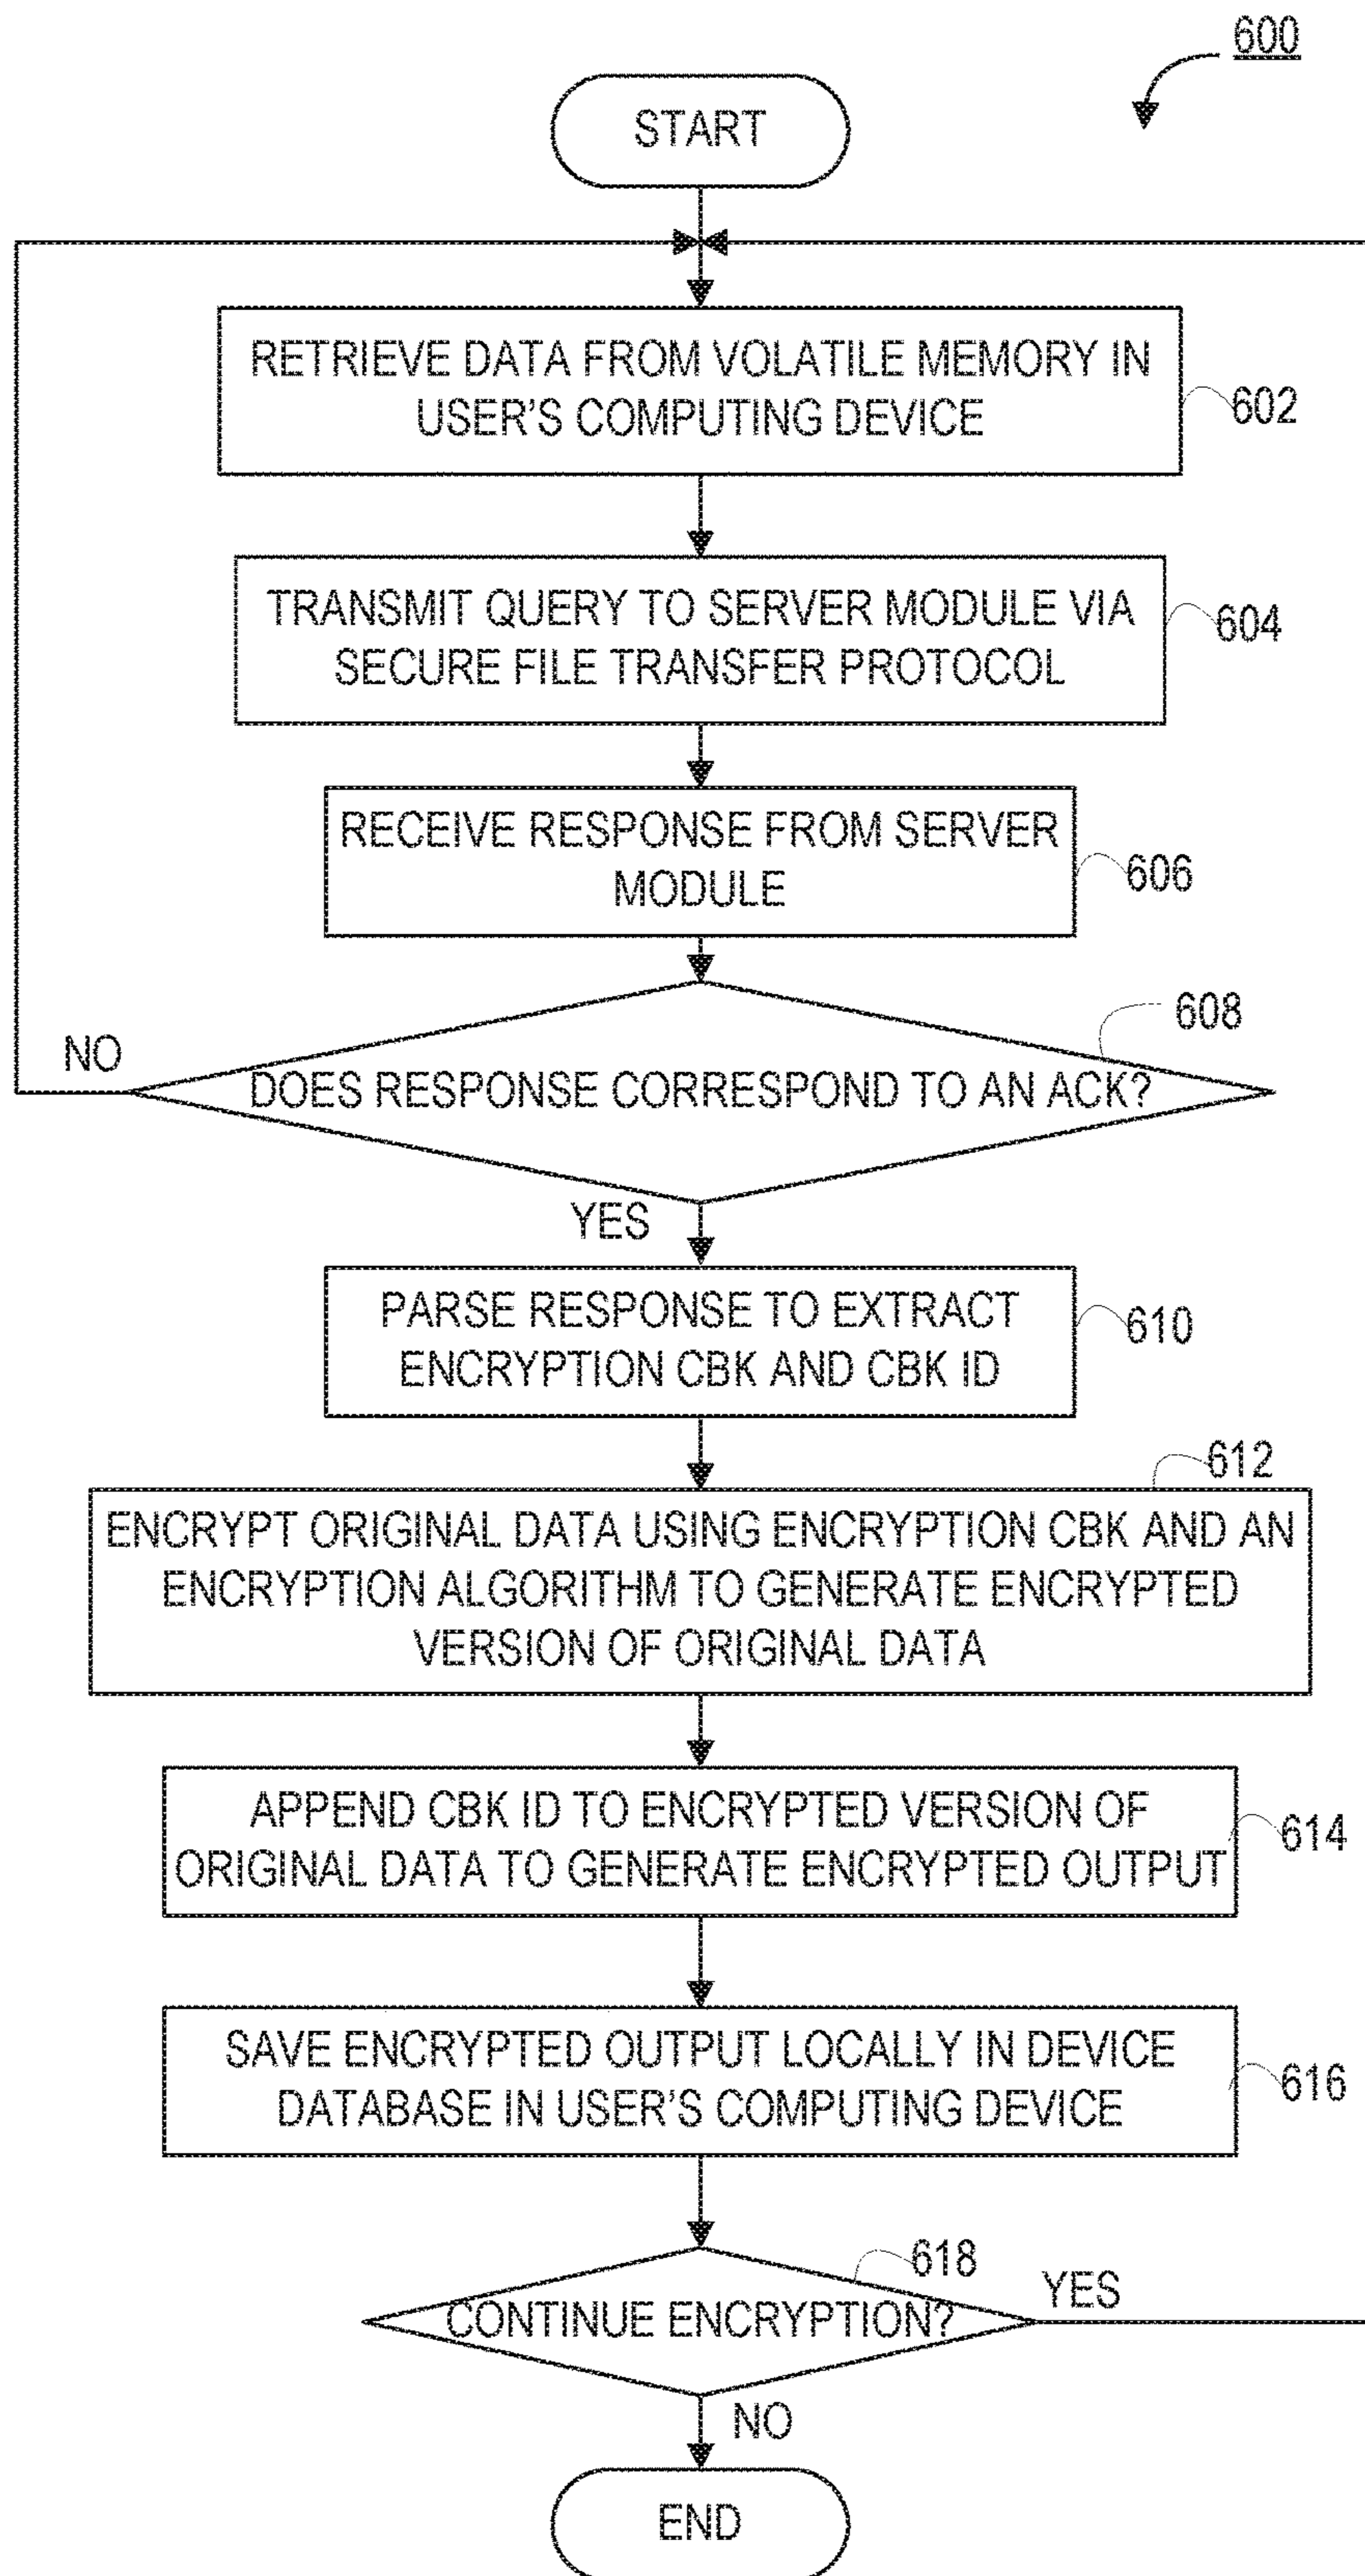 600
START
RETRIEVE DATA FROM VOLATILE MEMORY IN
USER'S COMPUTING DEVICE
602
TRANSMIT QUERY TO SERVER MODULE VIA
SECURE FILE TRANSFER PROTOCOL
604
RECEIVE RESPONSE FROM SERVER
MODULE
606
608
NO
DOES RESPONSE CORRESPOND TO AN ACK?
YES
PARSE RESPONSE TO EXTRACT
ENCRYPTION CBK AND CBK ID
610
612
ENCRYPT ORIGINAL DATA USING ENCRYPTION CBK AND AN
ENCRYPTION ALGORITHM TO GENERATE ENCRYPTED
VERSION OF ORIGINAL DATA
APPEND CBK ID TO ENCRYPTED VERSION OF
ORIGINAL DATA TO GENERATE ENCRYPTED OUTPUT
614
SAVE ENCRYPTED OUTPUT LOCALLY IN DEVICE
DATABASE IN USER'S COMPUTING DEVICE
616
618
CONTINUE ENCRYPTION?
YES
NO
END